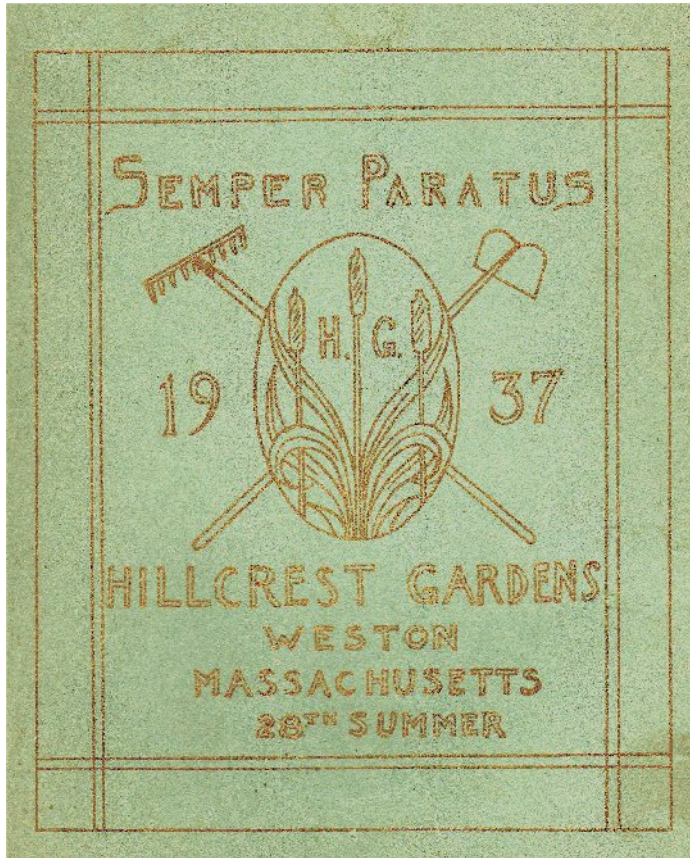 SEMPER PARATUS
H. G.
19 37
HILLCREST GARDENS
WESTON
MASSACHUSETTS
28TH SUMMER